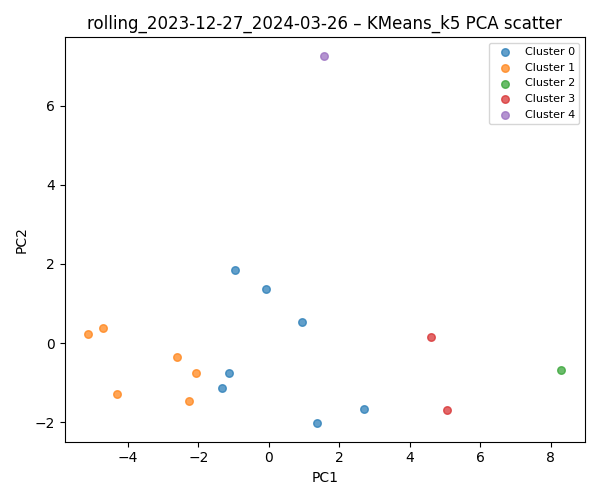 rolling_2023-12-27_2024-03-26 – KMeans_k5 PCA scatter
Cluster 0
Cluster 1
Cluster 2
Cluster 3
Cluster 4
PC2
6
4
2
0
−2
−4 −2 0 2 4 6 8
PC1